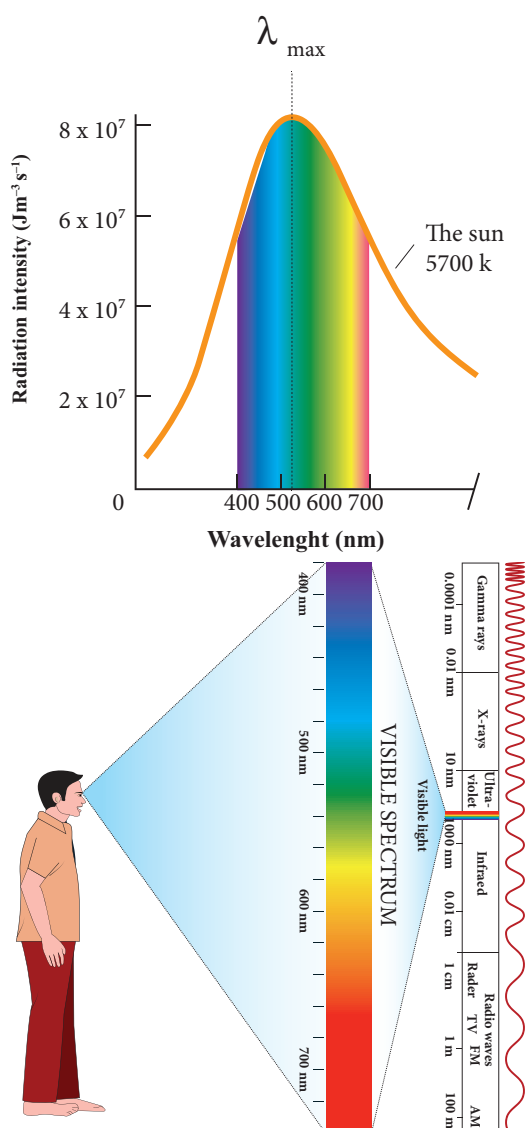 λ max
Radiation intensity (Jm⁻³ s⁻¹)
8 x 10⁷
6 x 10⁷
4 x 10⁷
2 x 10⁷
0
The sun
5700 k
400 500 600 700
Wavelenght (nm)
400 nm
500 nm
600 nm
700 nm
VISIBLE SPECTRUM
Visible light
0.0001 nm
0.01 nm
10 nm
1000 nm
0.01 cm
1 cm
1 m
100 m
Gamma rays
X-rays
Ultra-
violet
Infraed
Radio waves
Rader TV FM
AM